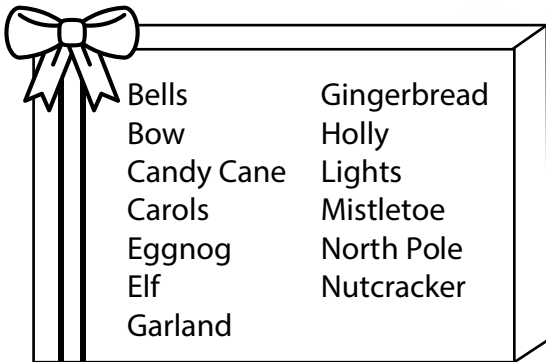 Bells
Bow
Candy Cane
Carols
Eggnog
Elf
Garland
Gingerbread
Holly
Lights
Mistletoe
North Pole
Nutcracker